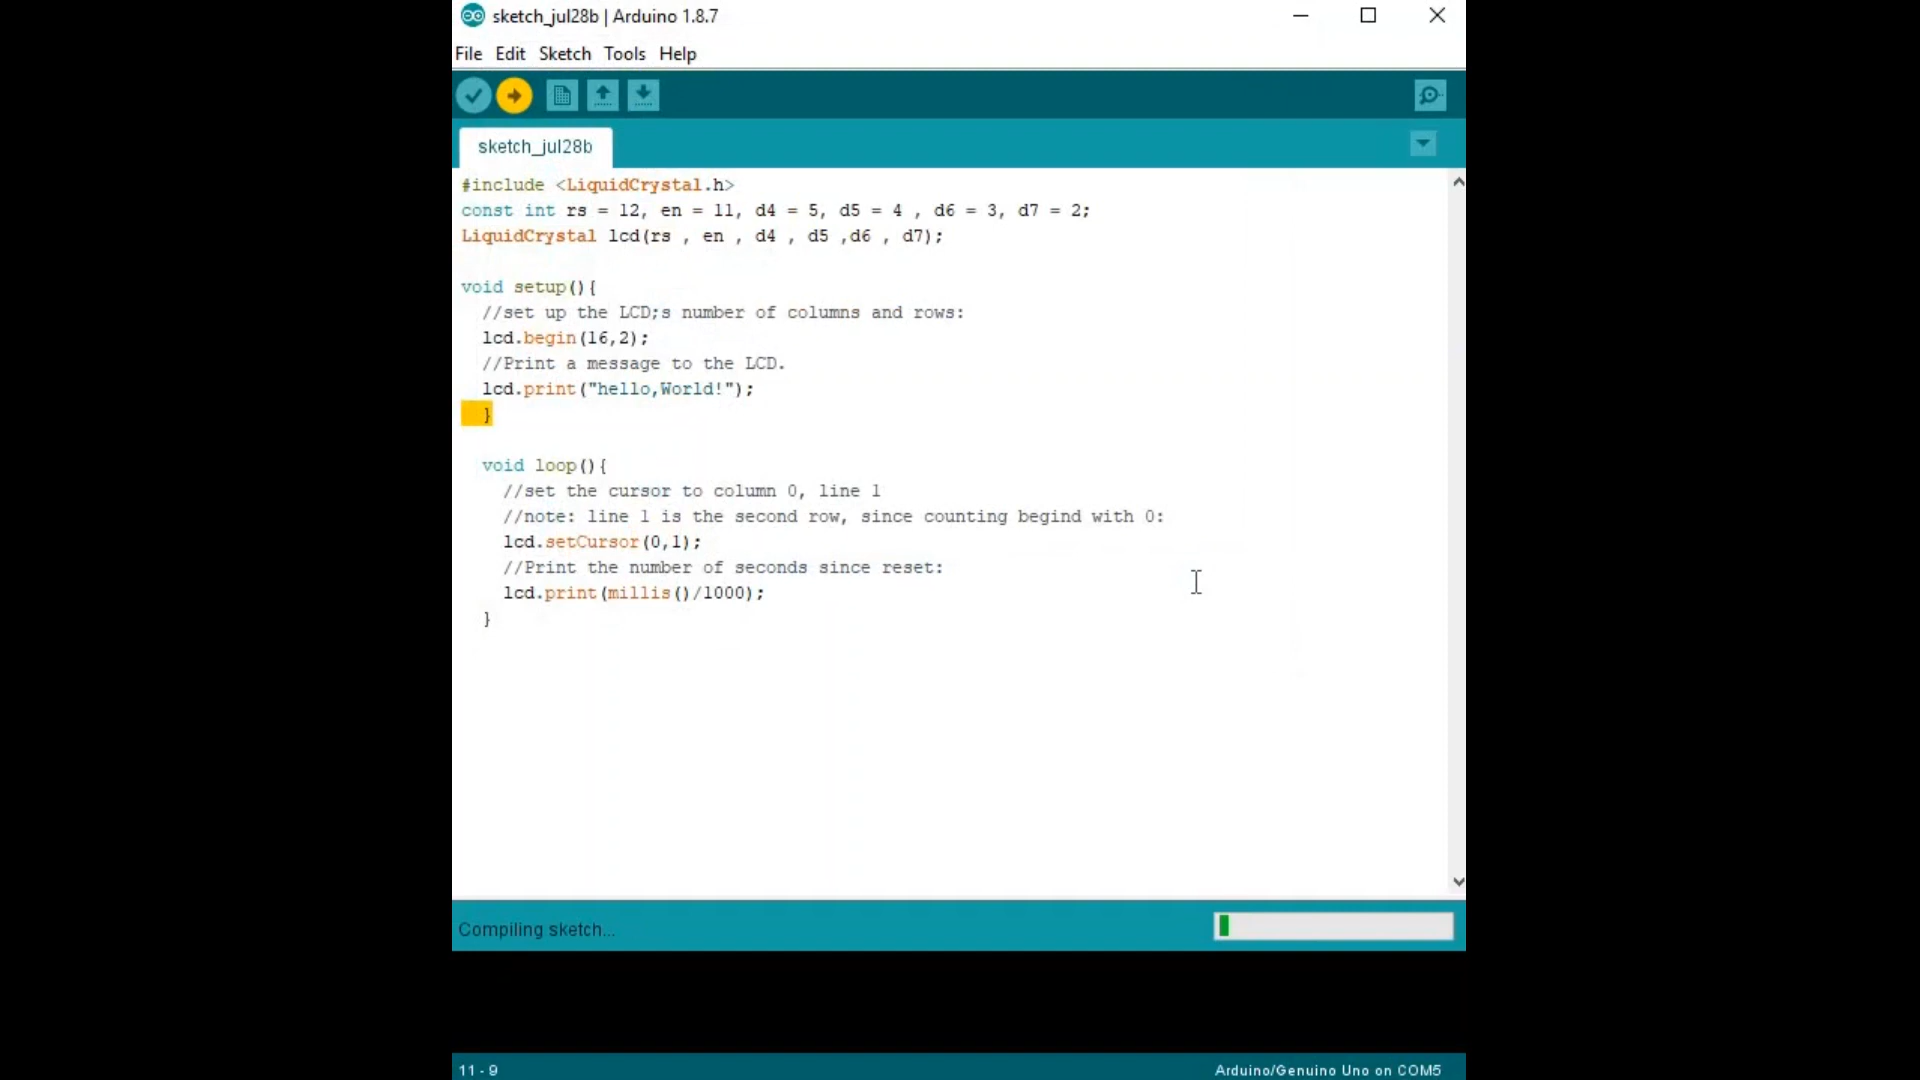 sketch_jul28b | Arduino 1.8.7
File Edit Sketch Tools Help
sketch_jul28b
#include <LiquidCrystal.h>
const int rs = 12, en = 11, d4 = 5, d5 = 4 , d6 = 3, d7 = 2;
LiquidCrystal lcd(rs , en , d4 , d5 ,d6 , d7);
void setup(){
//set up the LCD;s number of columns and rows:
lcd.begin(16,2);
//Print a message to the LCD.
lcd.print("hello,World!");
}
void loop(){
//set the cursor to column 0, line 1
//note: line 1 is the second row, since counting begind with 0:
lcd.setCursor(0,1);
//Print the number of seconds since reset:
lcd.print(millis()/1000);
}
Compiling sketch...
11 - 9 Arduino/Genuino Uno on COM5